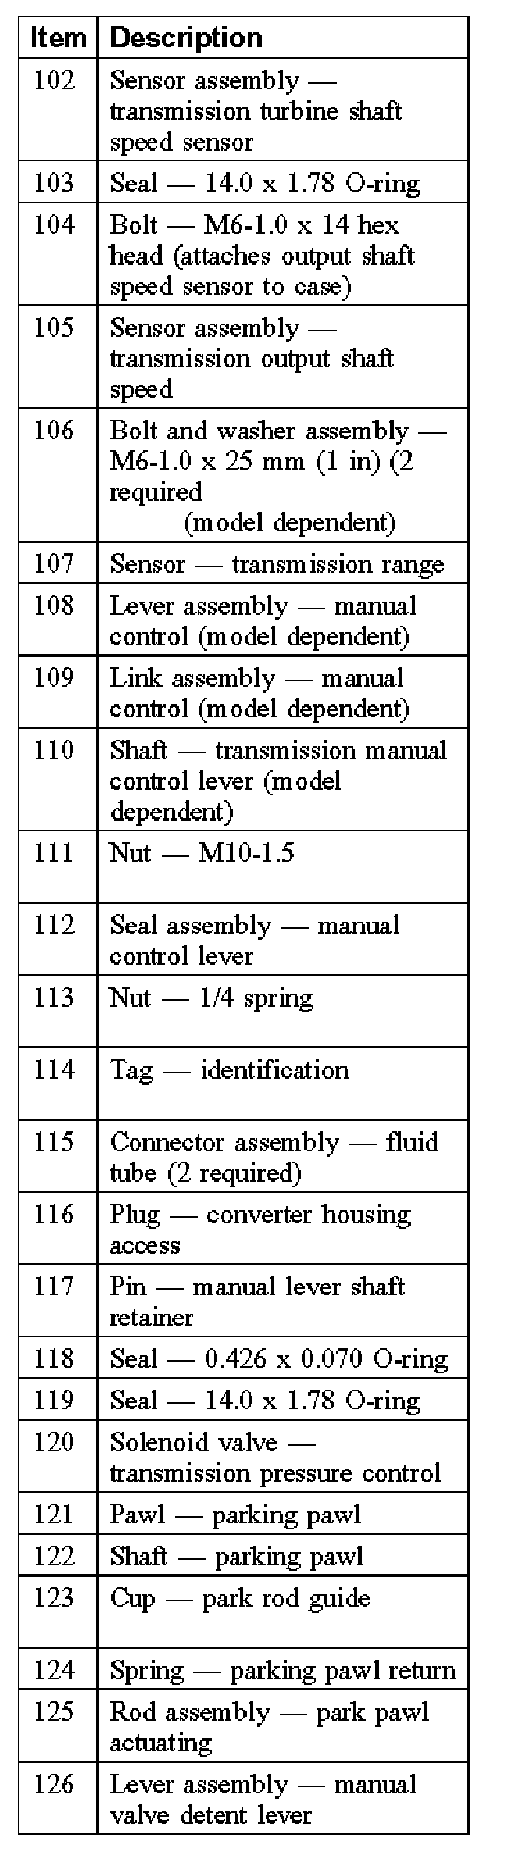 Item Description
102 Sensor assembly —
transmission turbine shaft
speed sensor
103 Seal — 14.0 x 1.78 O-ring
104 Bolt — M6-1.0 x 14 hex
head (attaches output shaft
speed sensor to case)
105 Sensor assembly —
transmission output shaft
speed
106 Bolt and washer assembly —
M6-1.0 x 25 mm (1 in) (2
required
(model dependent)
107 Sensor — transmission range
108 Lever assembly — manual
control (model dependent)
109 Link assembly — manual
control (model dependent)
110 Shaft — transmission manual
control lever (model
dependent)
111 Nut — M10-1.5
112 Seal assembly — manual
control lever
113 Nut — 1/4 spring
114 Tag — identification
115 Connector assembly — fluid
tube (2 required)
116 Plug — converter housing
access
117 Pin — manual lever shaft
retainer
118 Seal — 0.426 x 0.070 O-ring
119 Seal — 14.0 x 1.78 O-ring
120 Solenoid valve —
transmission pressure control
121 Pawl — parking pawl
122 Shaft — parking pawl
123 Cup — park rod guide
124 Spring — parking pawl return
125 Rod assembly — park pawl
actuating
126 Lever assembly — manual
valve detent lever